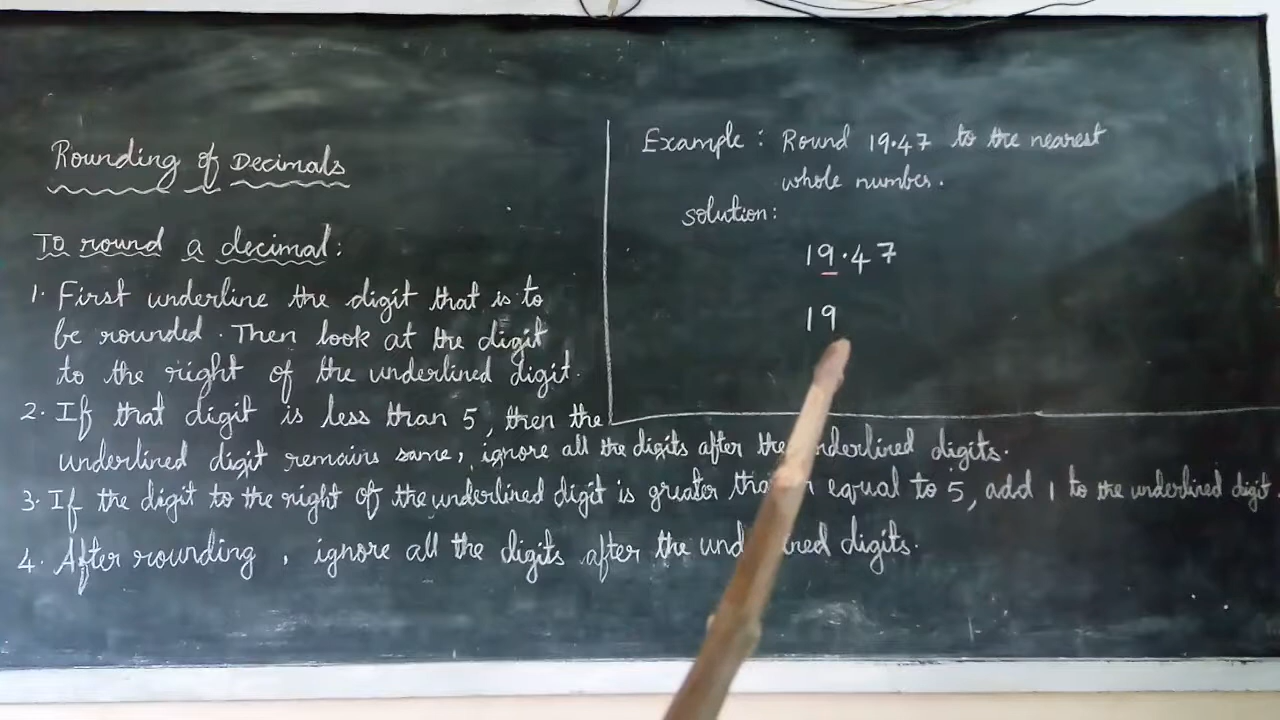 Rounding of Decimals
To round a decimal:
1. First underline the digit that is to
be rounded. Then look at the digit
to the right of the underlined digit.
2. If that digit is less than 5, then the
underlined digit remains same, ignore all the digits after the underlined digits.
3. If the digit to the right of the underlined digit is greater than or equal to 5, add 1 to the underlined digit
4. After rounding, ignore all the digits after the underlined digits.
Example: Round 19.47 to the nearest
whole number.
Solution:
19.47
19